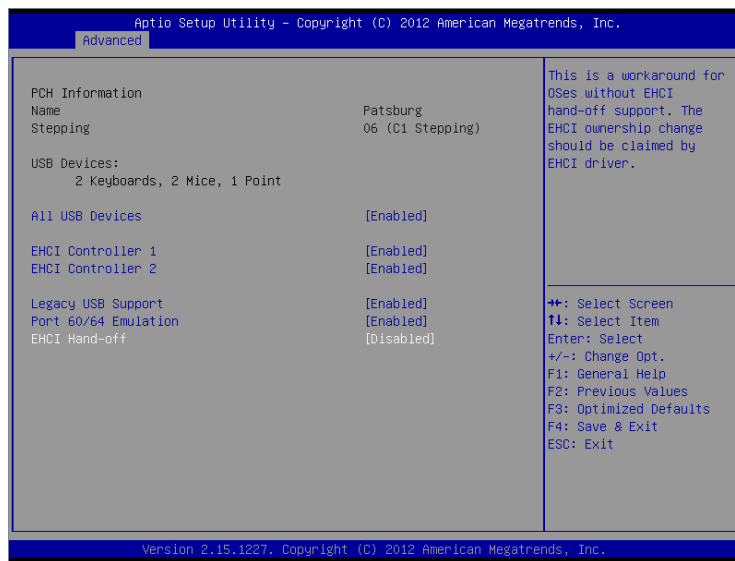 Aptio Setup Utility – Copyright (C) 2012 American Megatrends, Inc.
Advanced
PCH Information
Name Patsburg
Stepping 06 (C1 Stepping)
USB Devices:
2 Keyboards, 2 Mice, 1 Point
All USB Devices [Enabled]
EHCI Controller 1 [Enabled]
EHCI Controller 2 [Enabled]
Legacy USB Support [Enabled]
Port 60/64 Emulation [Enabled]
EHCI Hand-off [Disabled]
This is a workaround for
OSes without EHCI
hand-off support. The
EHCI ownership change
should be claimed by
EHCI driver.
→←: Select Screen
↑↓: Select Item
Enter: Select
+/-: Change Opt.
F1: General Help
F2: Previous Values
F3: Optimized Defaults
F4: Save & Exit
ESC: Exit
Version 2.15.1227. Copyright (C) 2012 American Megatrends, Inc.